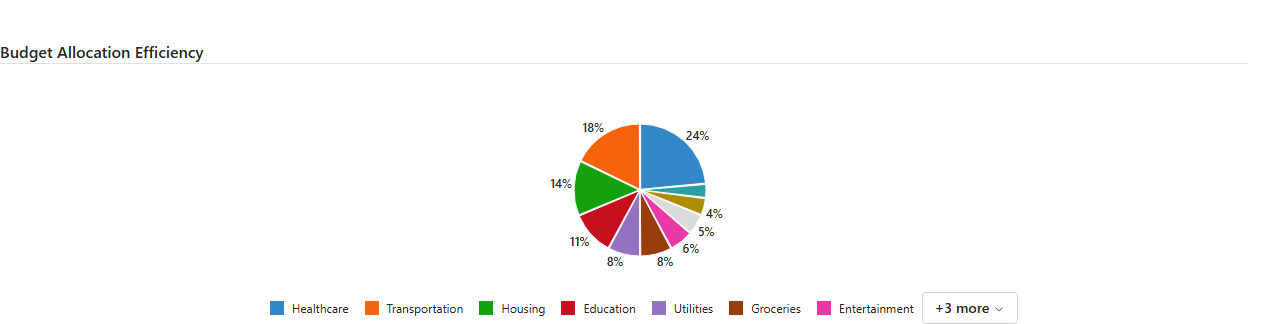 Budget Allocation Efficiency
18%
24%
14%
4%
5%
11%
6%
8%
8%
Healthcare
Transportation
Housing
Education
Utilities
Groceries
Entertainment
+3 more